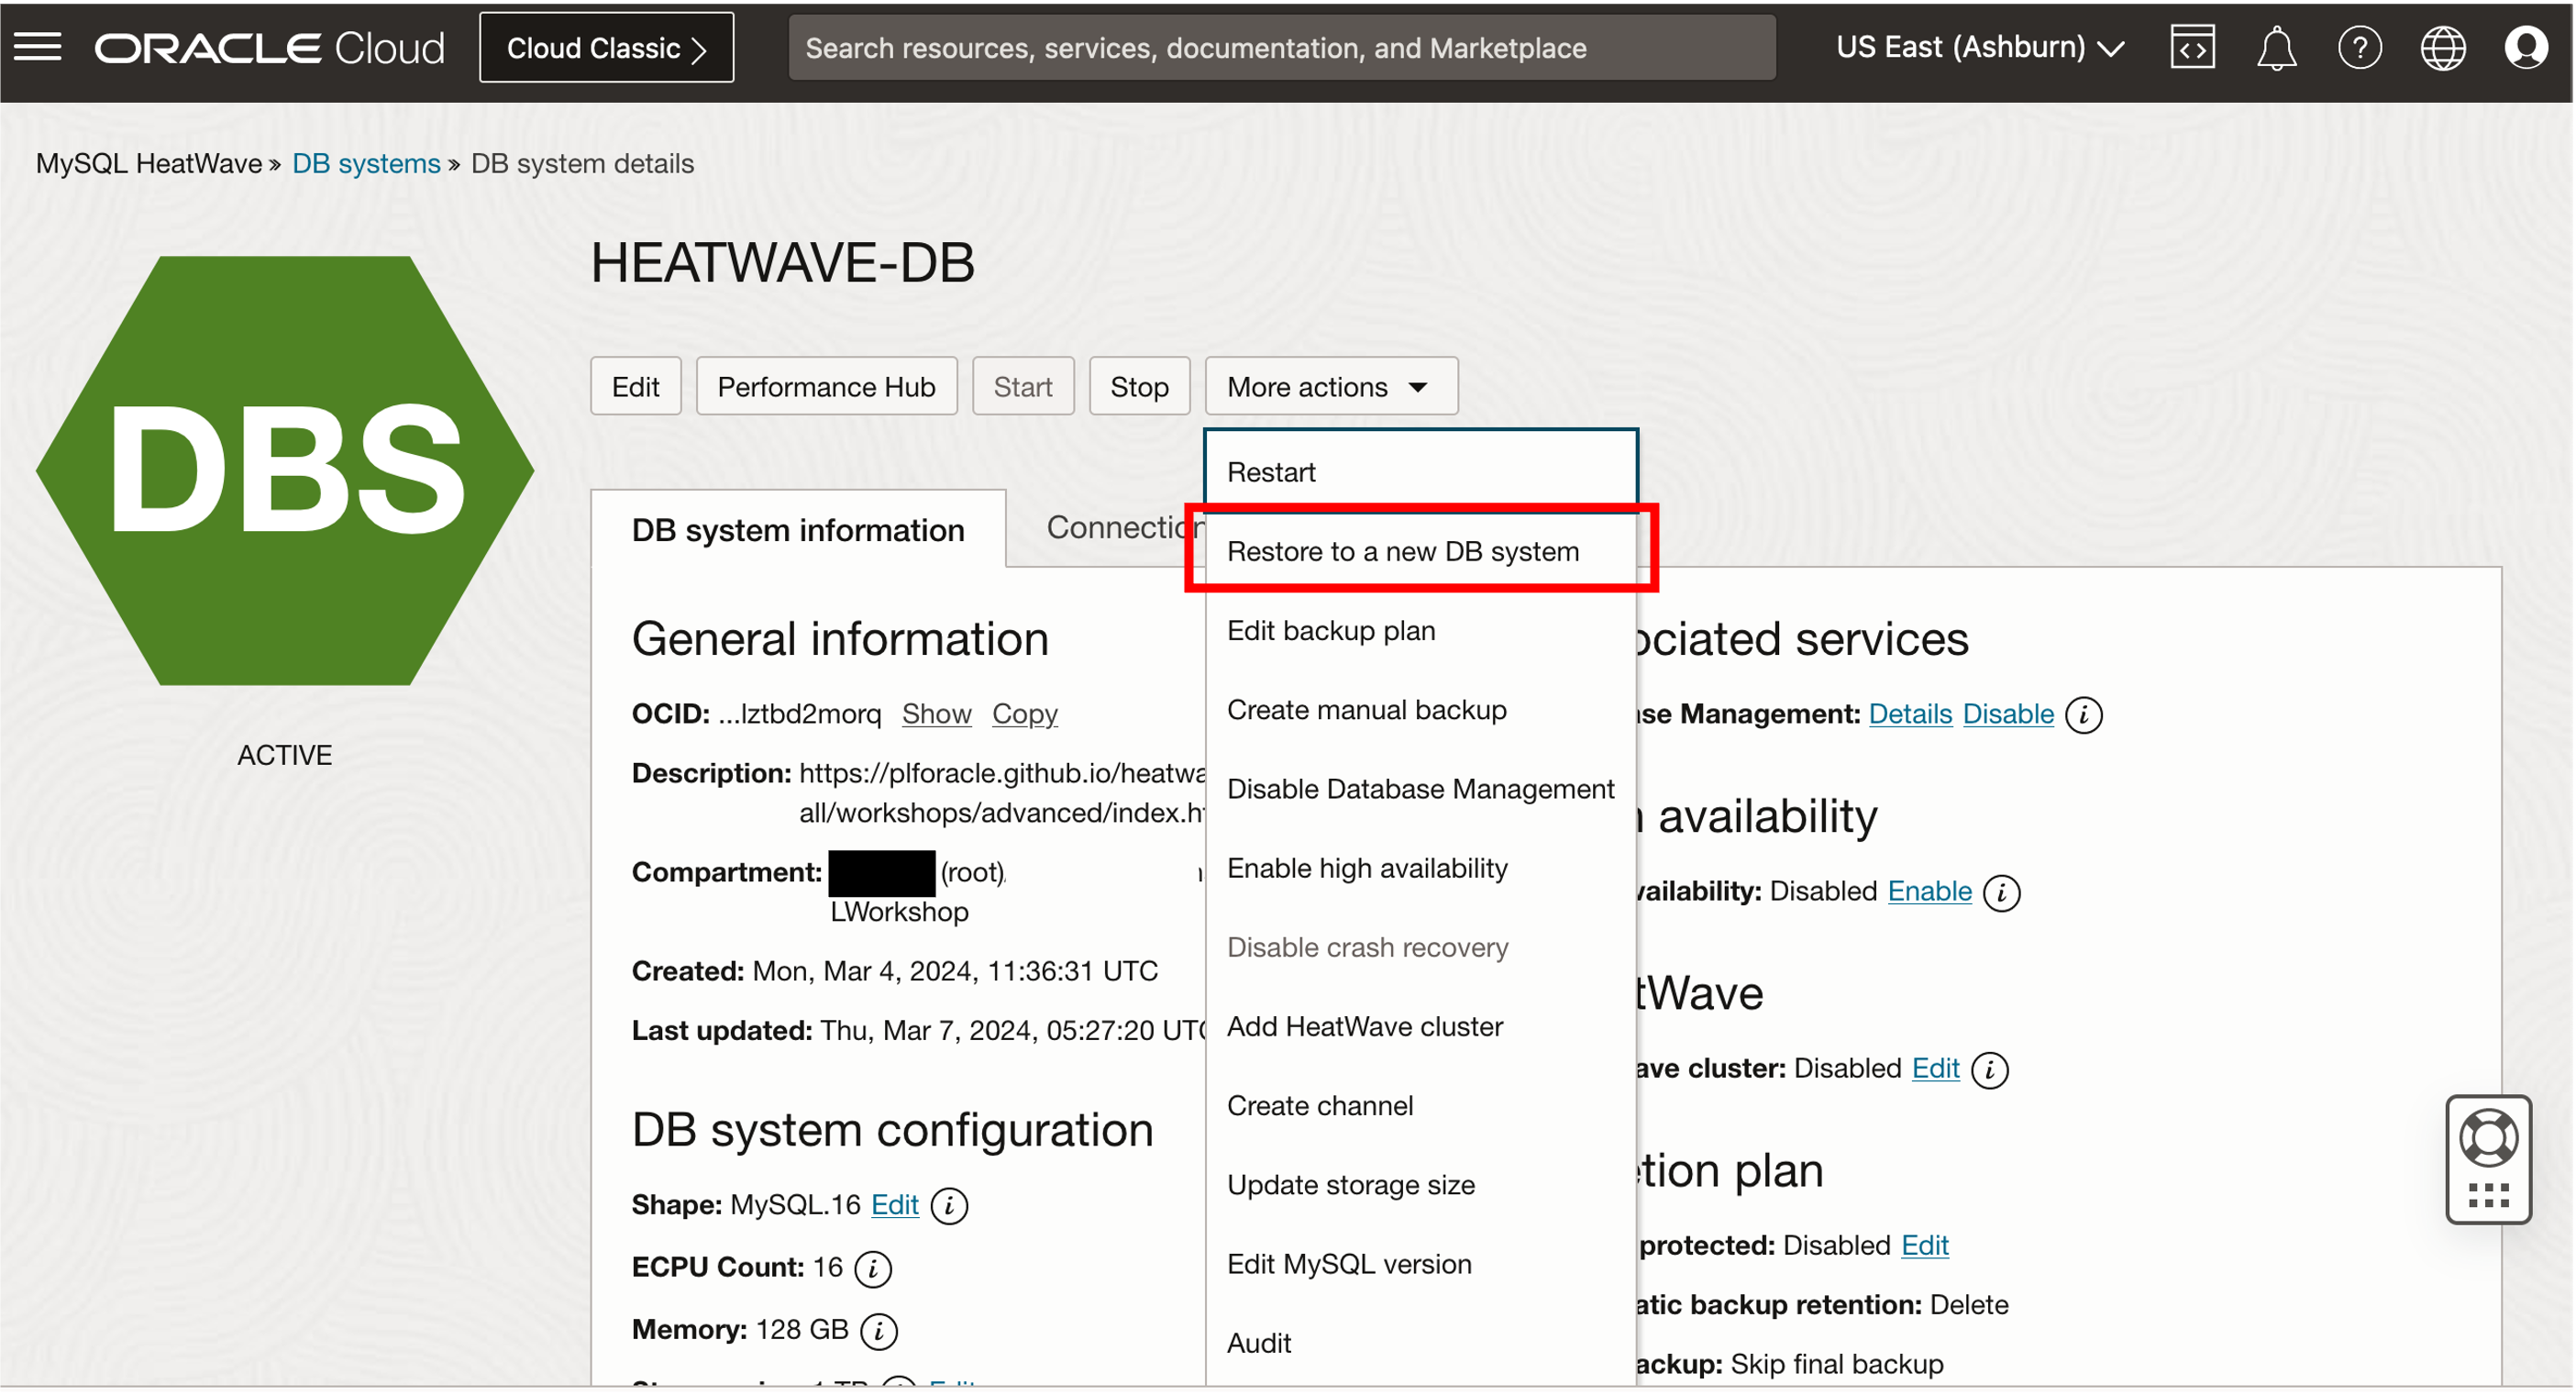 ORACLE Cloud
Cloud Classic
Search resources, services, documentation, and Marketplace
US East (Ashburn)
MySQL HeatWave » DB systems » DB system details
HEATWAVE-DB
DBS
ACTIVE
Edit
Performance Hub
Start
Stop
More actions
Restart
Restore to a new DB system
Edit backup plan
Create manual backup
Disable Database Management
Enable high availability
Disable crash recovery
Add HeatWave cluster
Create channel
Update storage size
Edit MySQL version
Audit
DB system information
General information
OCID: ...lztbd2morq Show Copy
Description: https://plforacle.github.io/heatwa
all/workshops/advanced/index.h
Compartment: (root)
LWorkshop
Created: Mon, Mar 4, 2024, 11:36:31 UTC
Last updated: Thu, Mar 7, 2024, 05:27:20 UTC
DB system configuration
Shape: MySQL.16 Edit
ECPU Count: 16
Memory: 128 GB
ociated services
se Management: Details Disable
availability
vailability: Disabled Enable
tWave
ave cluster: Disabled Edit
tion plan
protected: Disabled Edit
atic backup retention: Delete
ackup: Skip final backup